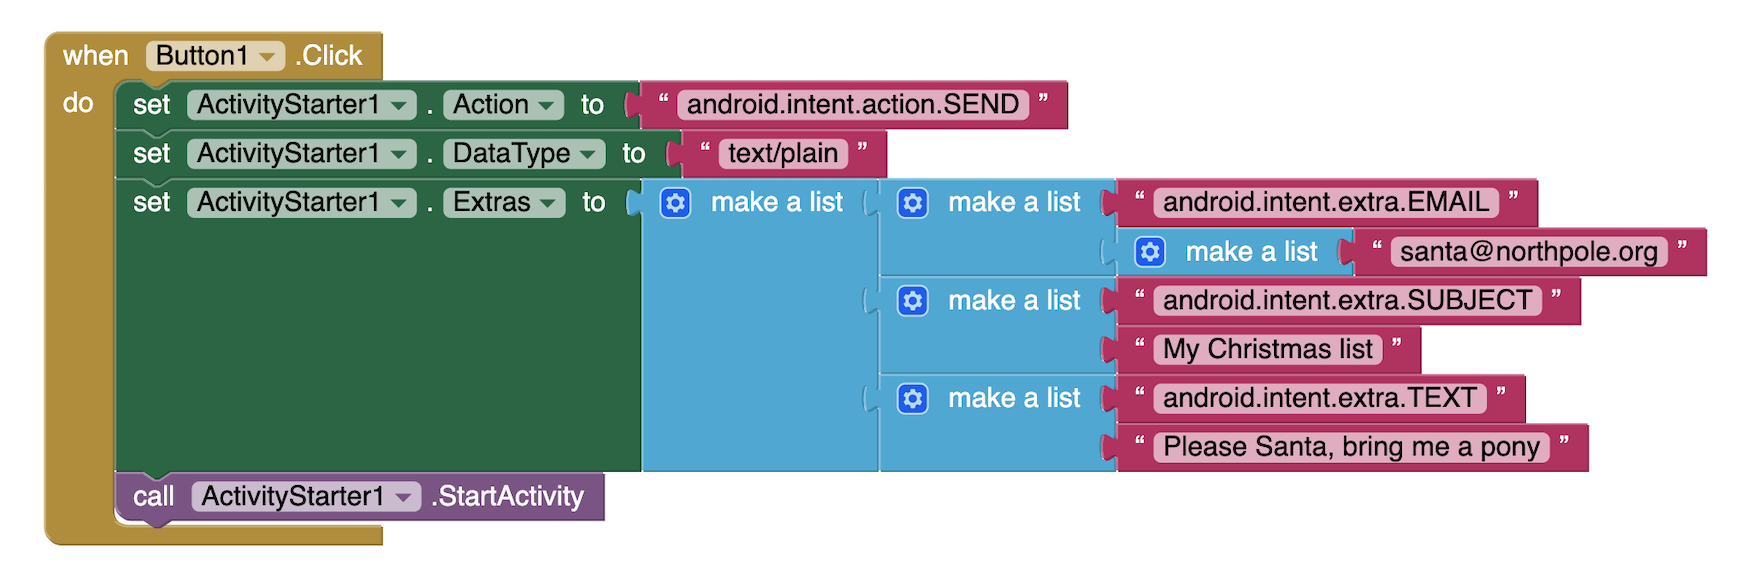 when Button1 .Click
do set ActivityStarter1 . Action to “ android.intent.action.SEND ”
set ActivityStarter1 . DataType to “ text/plain ”
set ActivityStarter1 . Extras to make a list make a list “ android.intent.extra.EMAIL ”
make a list “ santa@northpole.org ”
make a list “ android.intent.extra.SUBJECT ”
“ My Christmas list ”
make a list “ android.intent.extra.TEXT ”
“ Please Santa, bring me a pony ”
call ActivityStarter1 .StartActivity